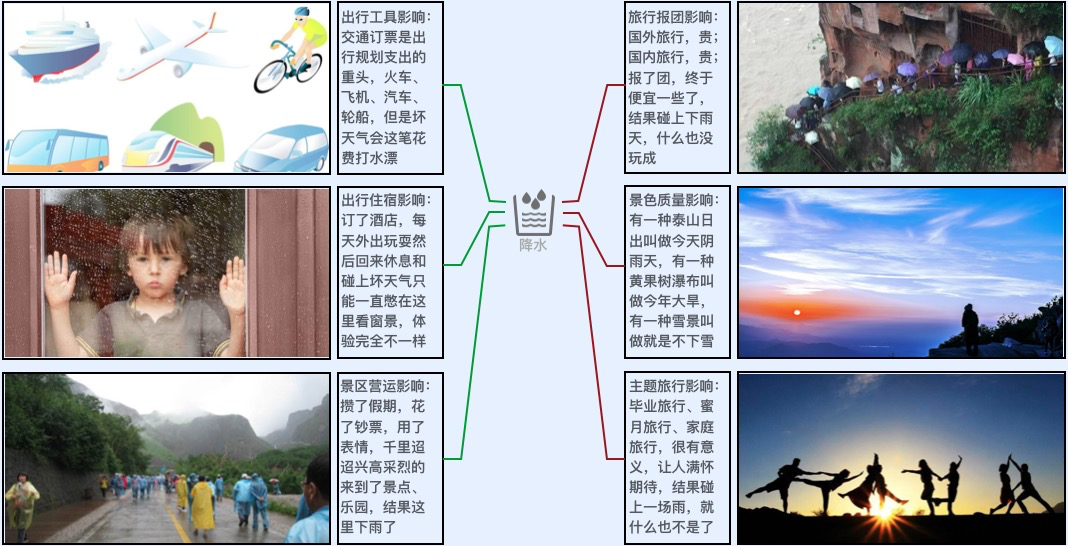 出行工具影响：
交通订票是出
行规划支出的
重头，火车、
飞机、汽车、
轮船，但是坏
天气会这笔花
费打水漂
出行住宿影响：
订了酒店，每
天外出玩耍然
后回来休息和
碰上坏天气只
能一直憋在这
里看窗景，体
验完全不一样
景区营运影响：
攒了假期，花
了钞票，用了
表情，千里迢
迢兴高采烈的
来到了景点、
乐园，结果这
里下雨了
降水
旅行报团影响：
国外旅行，贵；
国内旅行，贵；
报了团，终于
便宜一些了，
结果碰上下雨
天，什么也没
玩成
景色质量影响：
有一种泰山日
出叫做今天阴
雨天，有一种
黄果树瀑布叫
做今年大旱，
有一种雪景叫
做就是不下雪
主题旅行影响：
毕业旅行、蜜
月旅行、家庭
旅行，很有意
义，让人满怀
期待，结果碰
上一场雨，就
什么也不是了